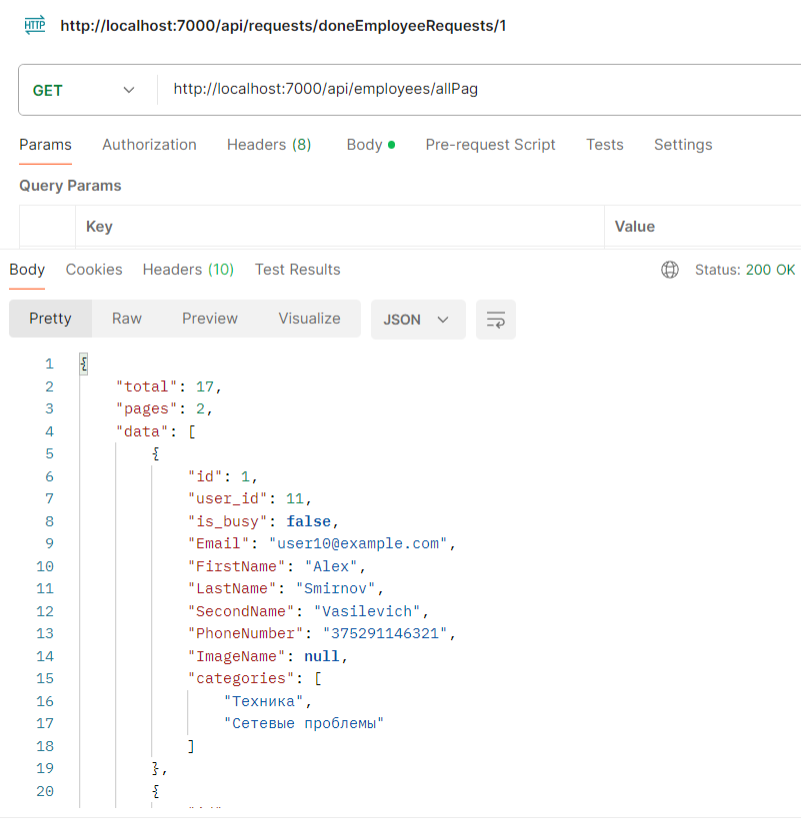 HTTP http://localhost:7000/api/requests/doneEmployeeRequests/1
GET http://localhost:7000/api/employees/allPag
Params Authorization Headers (8) Body Pre-request Script Tests Settings
Query Params
Key Value
Body Cookies Headers (10) Test Results Status: 200 OK
Pretty Raw Preview Visualize JSON
1 {
2 "total": 17,
3 "pages": 2,
4 "data": [
5 {
6 "id": 1,
7 "user_id": 11,
8 "is_busy": false,
9 "Email": "user10@example.com",
10 "FirstName": "Alex",
11 "LastName": "Smirnov",
12 "SecondName": "Vasilevich",
13 "PhoneNumber": "375291146321",
14 "ImageName": null,
15 "categories": [
16 "Техника",
17 "Сетевые проблемы"
18 ]
19 },
20 {